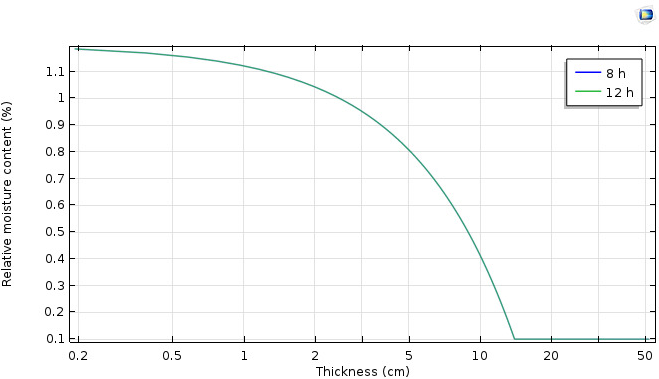 Relative moisture content (%)
1.1
1
0.9
0.8
0.7
0.6
0.5
0.4
0.3
0.2
0.1
8 h
12 h
0.2 0.5 1 2 5 10 20 50
Thickness (cm)